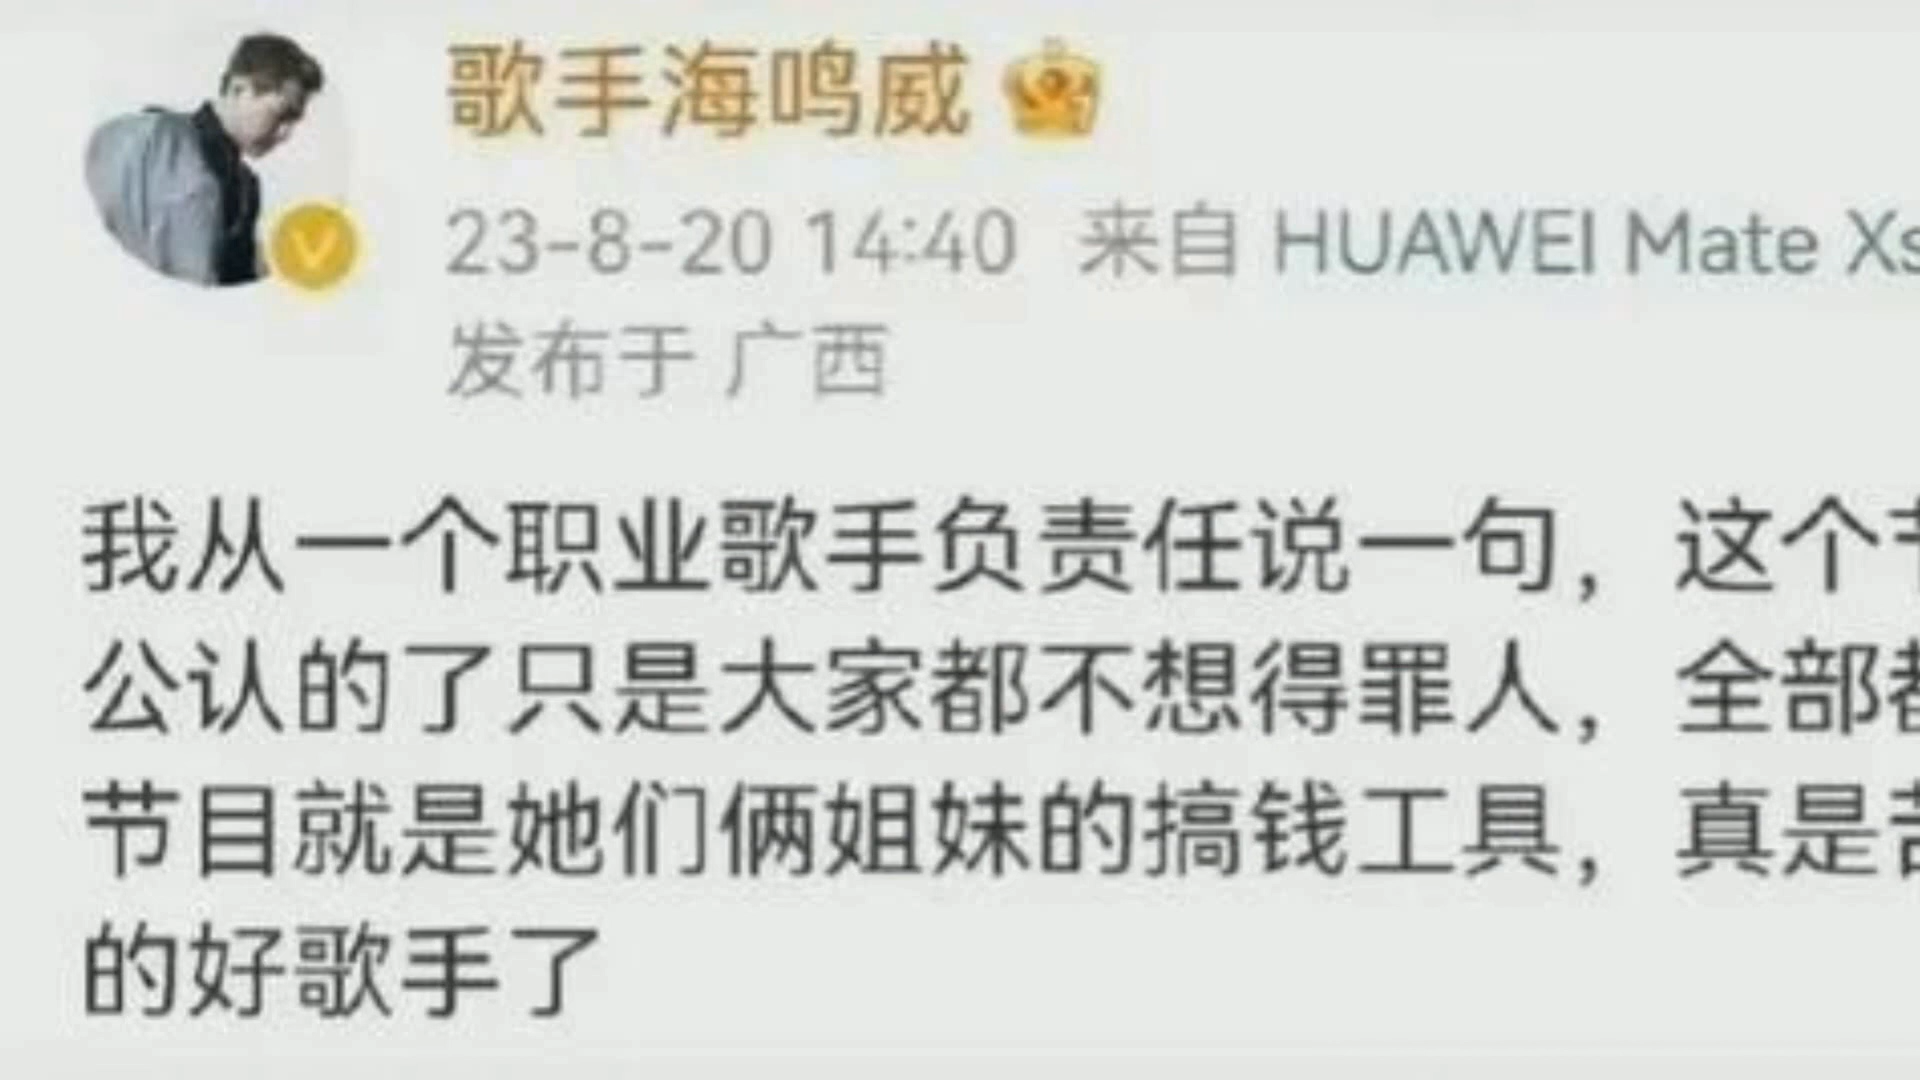 歌手海鸣威
23-8-20 14:40 来自 HUAWEI Mate Xs
发布于 广西
我从一个职业歌手负责任说一句，这个
公认的了只是大家都不想得罪人，全部
节目就是她们俩姐妹的搞钱工具，真是
的好歌手了